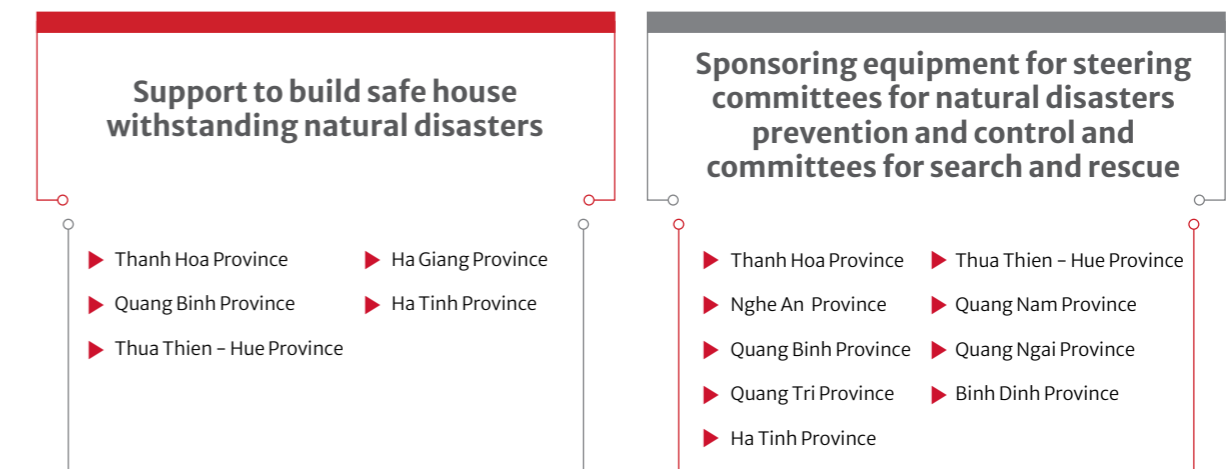 Support to build safe house
withstanding natural disasters
Thanh Hoa Province
Quang Binh Province
Thua Thien – Hue Province
Ha Giang Province
Ha Tinh Province
Sponsoring equipment for steering
committees for natural disasters
prevention and control and
committees for search and rescue
Thanh Hoa Province
Nghe An Province
Quang Binh Province
Quang Tri Province
Ha Tinh Province
Thua Thien – Hue Province
Quang Nam Province
Quang Ngai Province
Binh Dinh Province